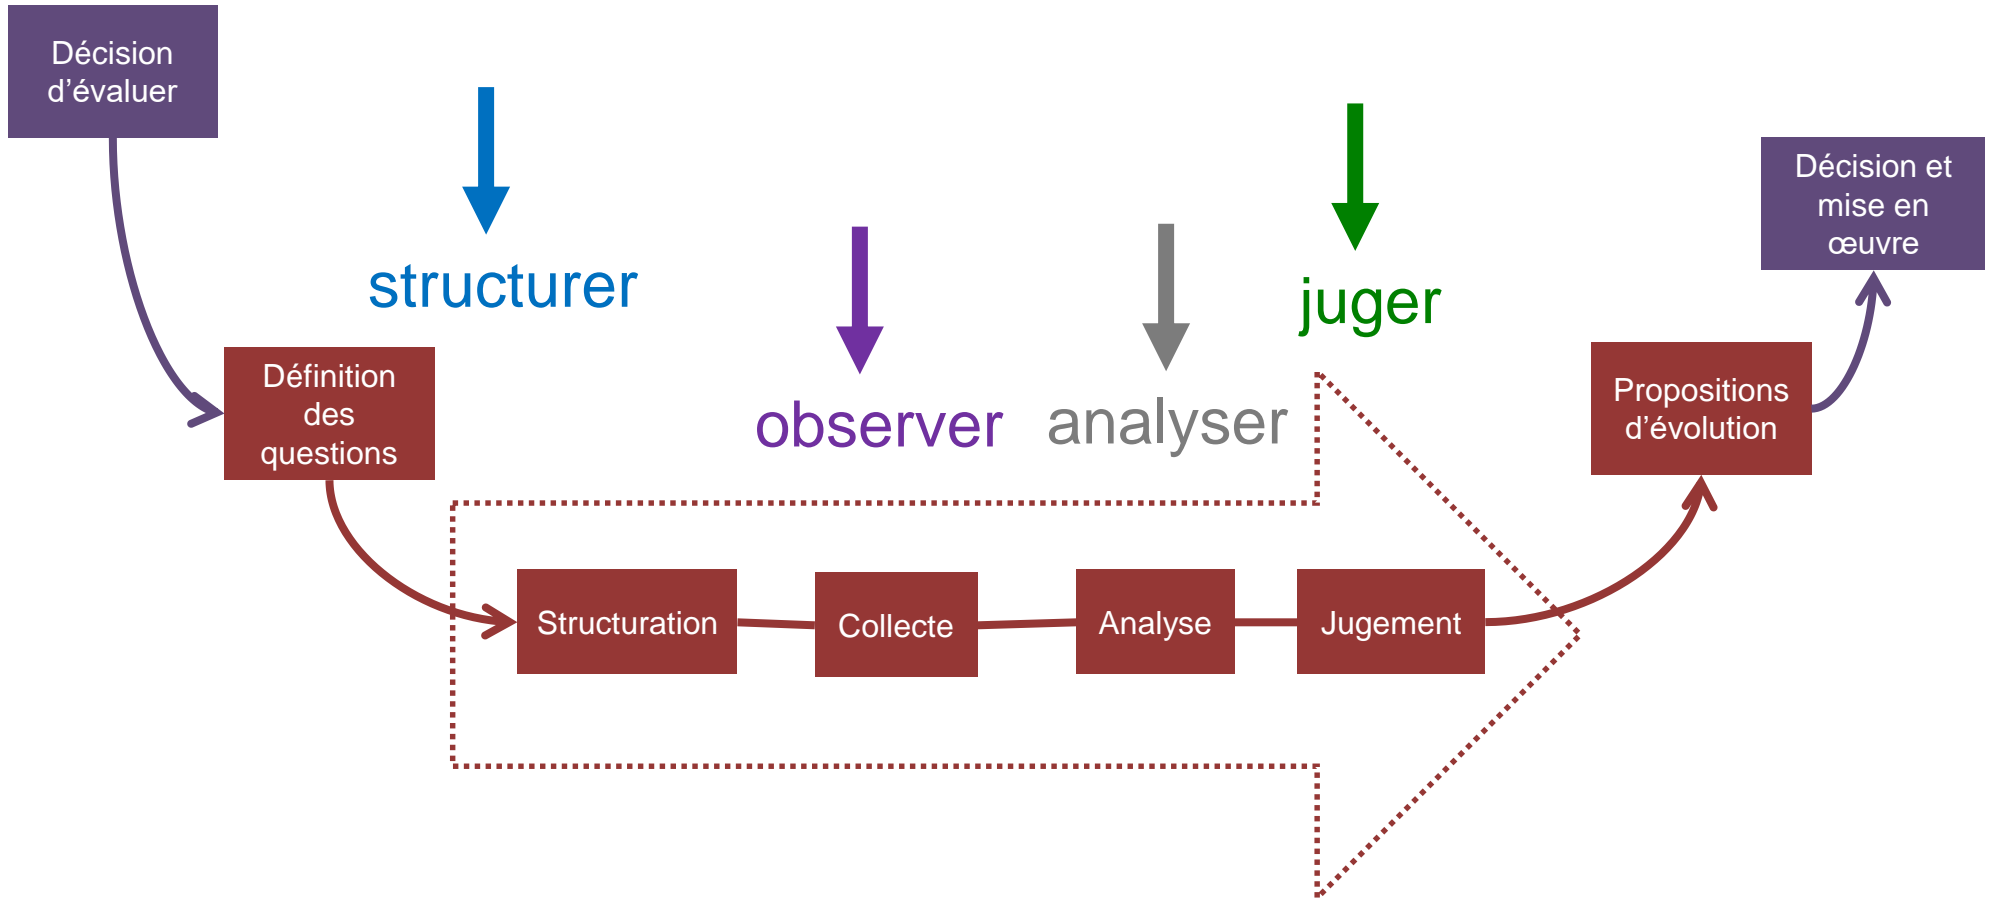 Décision
d’évaluer
structurer
juger
Décision et
mise en
œuvre
Définition
des
questions
observer
analyser
Propositions
d’évolution
Structuration
Collecte
Analyse
Jugement